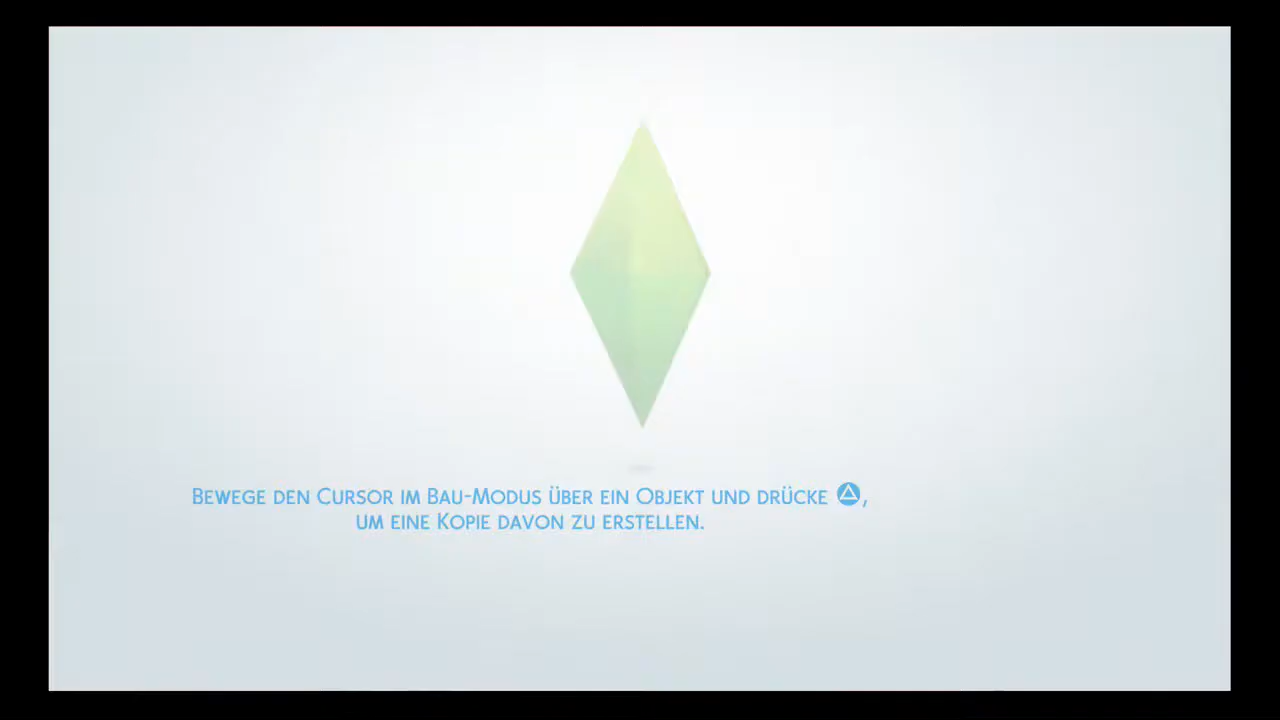 Bewege den Cursor im Bau-Modus über ein Objekt und drücke △,
um eine Kopie davon zu erstellen.